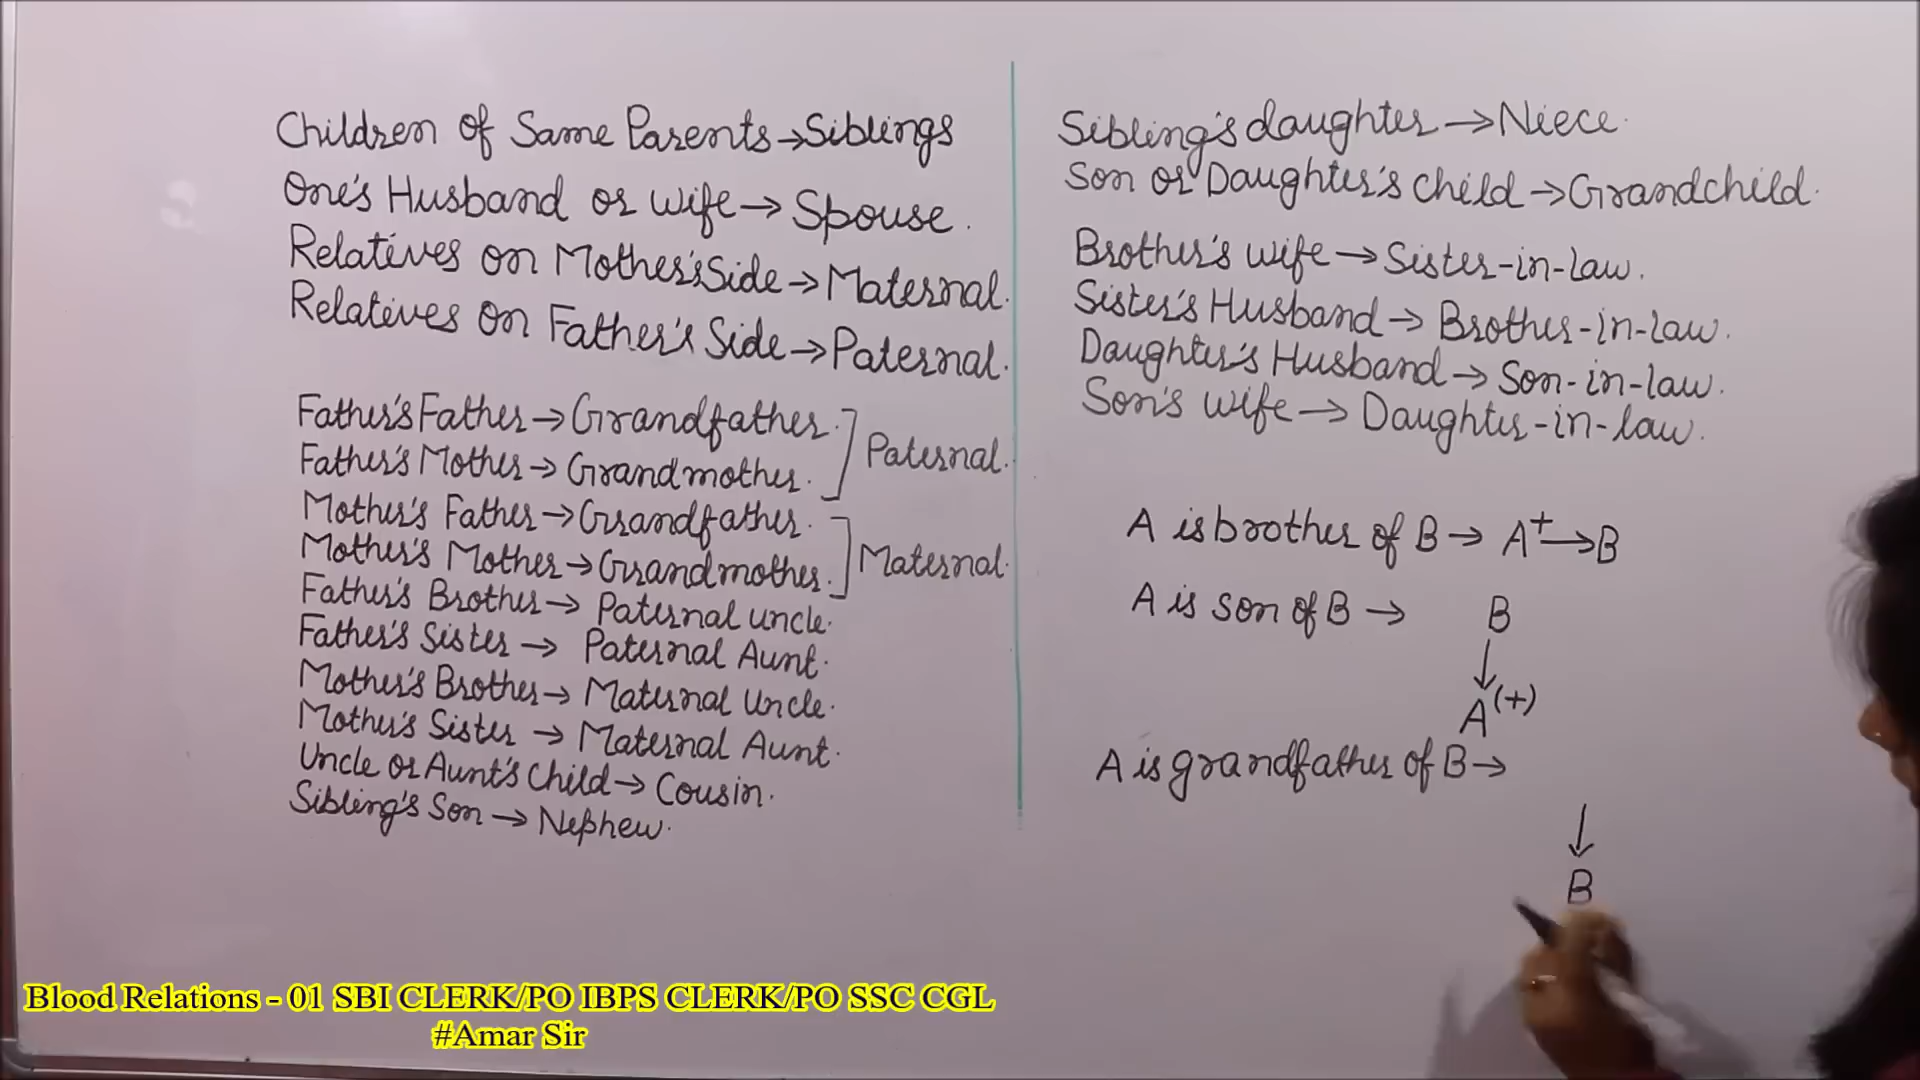 Children of Same Parents→Siblings
One's Husband or wife→ Spouse.
Relatives on Mother's Side→Maternal.
Relatives on Father's Side→Paternal.
Father's Father→Grandfather.
Father's Mother→Grandmother.
Paternal.
Mother's Father→Grandfather.
Mother's Mother→Grandmother.
Maternal.
Father's Brother→ Paternal uncle.
Father's Sister→ Paternal Aunt.
Mother's Brother→ Maternal Uncle.
Mother's Sister → Maternal Aunt.
Uncle or Aunt's Child→ Cousin.
Sibling's Son→ Nephew.
Sibling's daughter→Niece.
Son or Daughter's child→Grandchild.
Brother's wife→Sister-in-law.
Sister's Husband→ Brother-in-law.
Daughter's Husband→ Son-in-law.
Son's wife→ Daughter-in-law.
A is brother of B→ A+→B
A is son of B→ B
↓
A(+)
A is grandfather of B→
↓
B
Blood Relations - 01 SBI CLERK/PO IBPS CLERK/PO SSC CGL
#Amar Sir